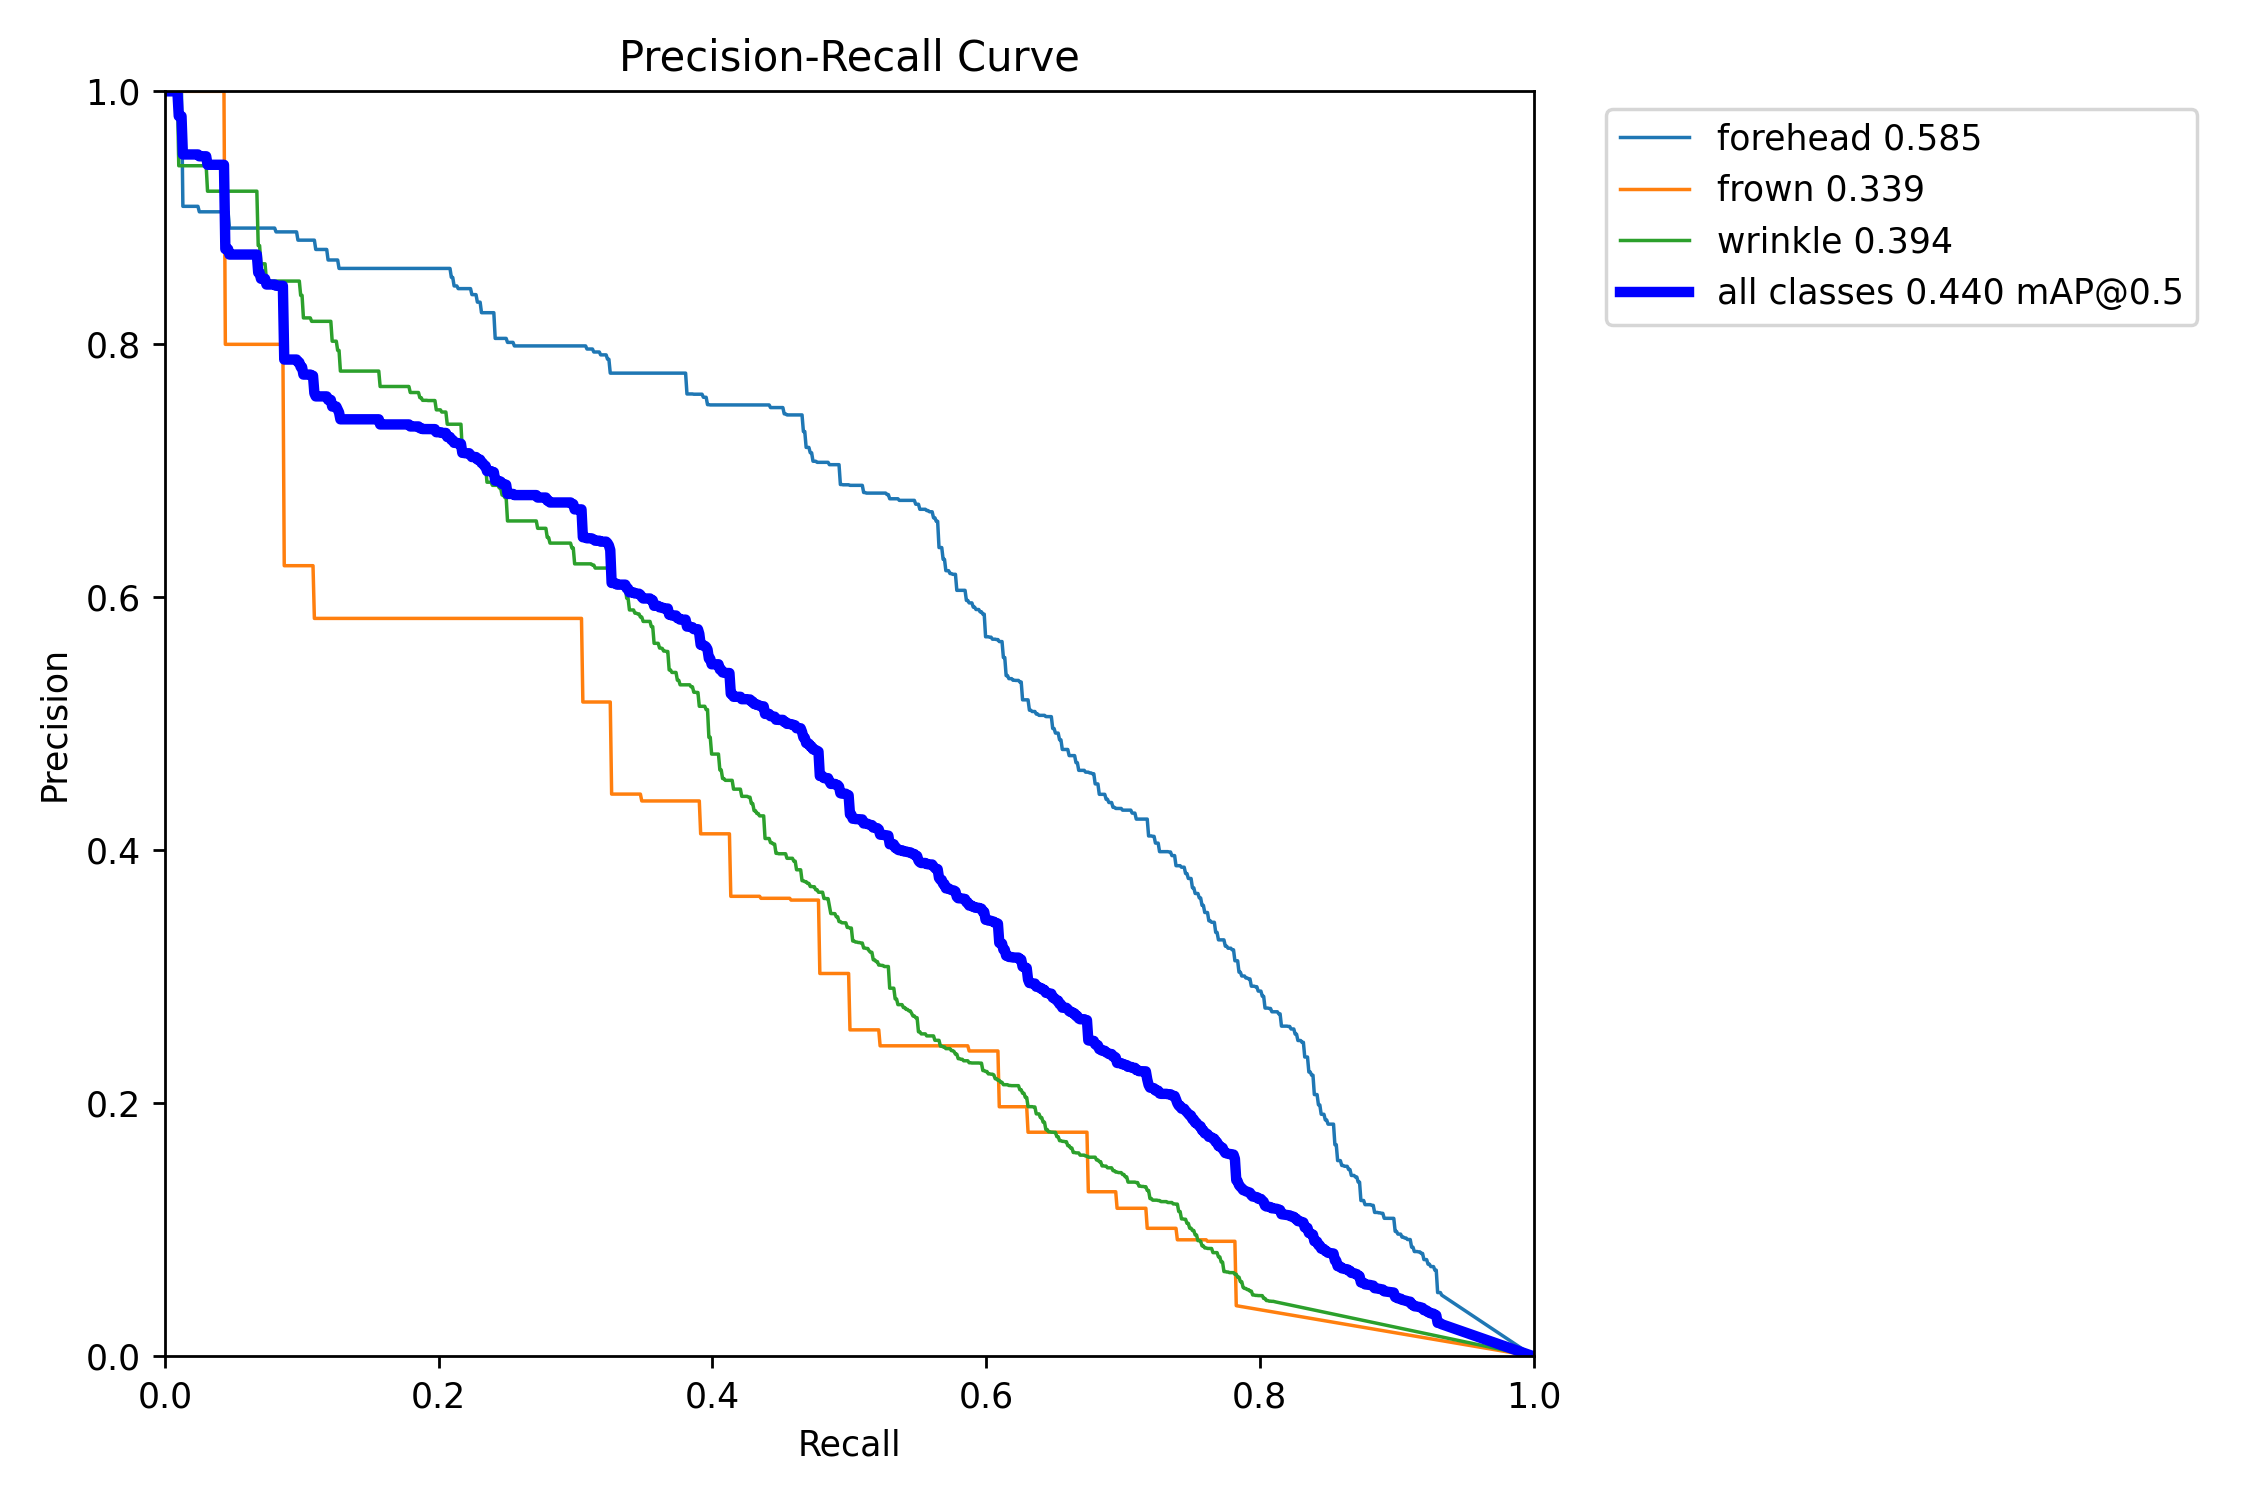 Precision-Recall Curve
1.0
0.8
0.6
0.4
0.2
0.0
Precision
0.0 0.2 0.4 0.6 0.8 1.0
Recall
forehead 0.585
frown 0.339
wrinkle 0.394
all classes 0.440 mAP@0.5